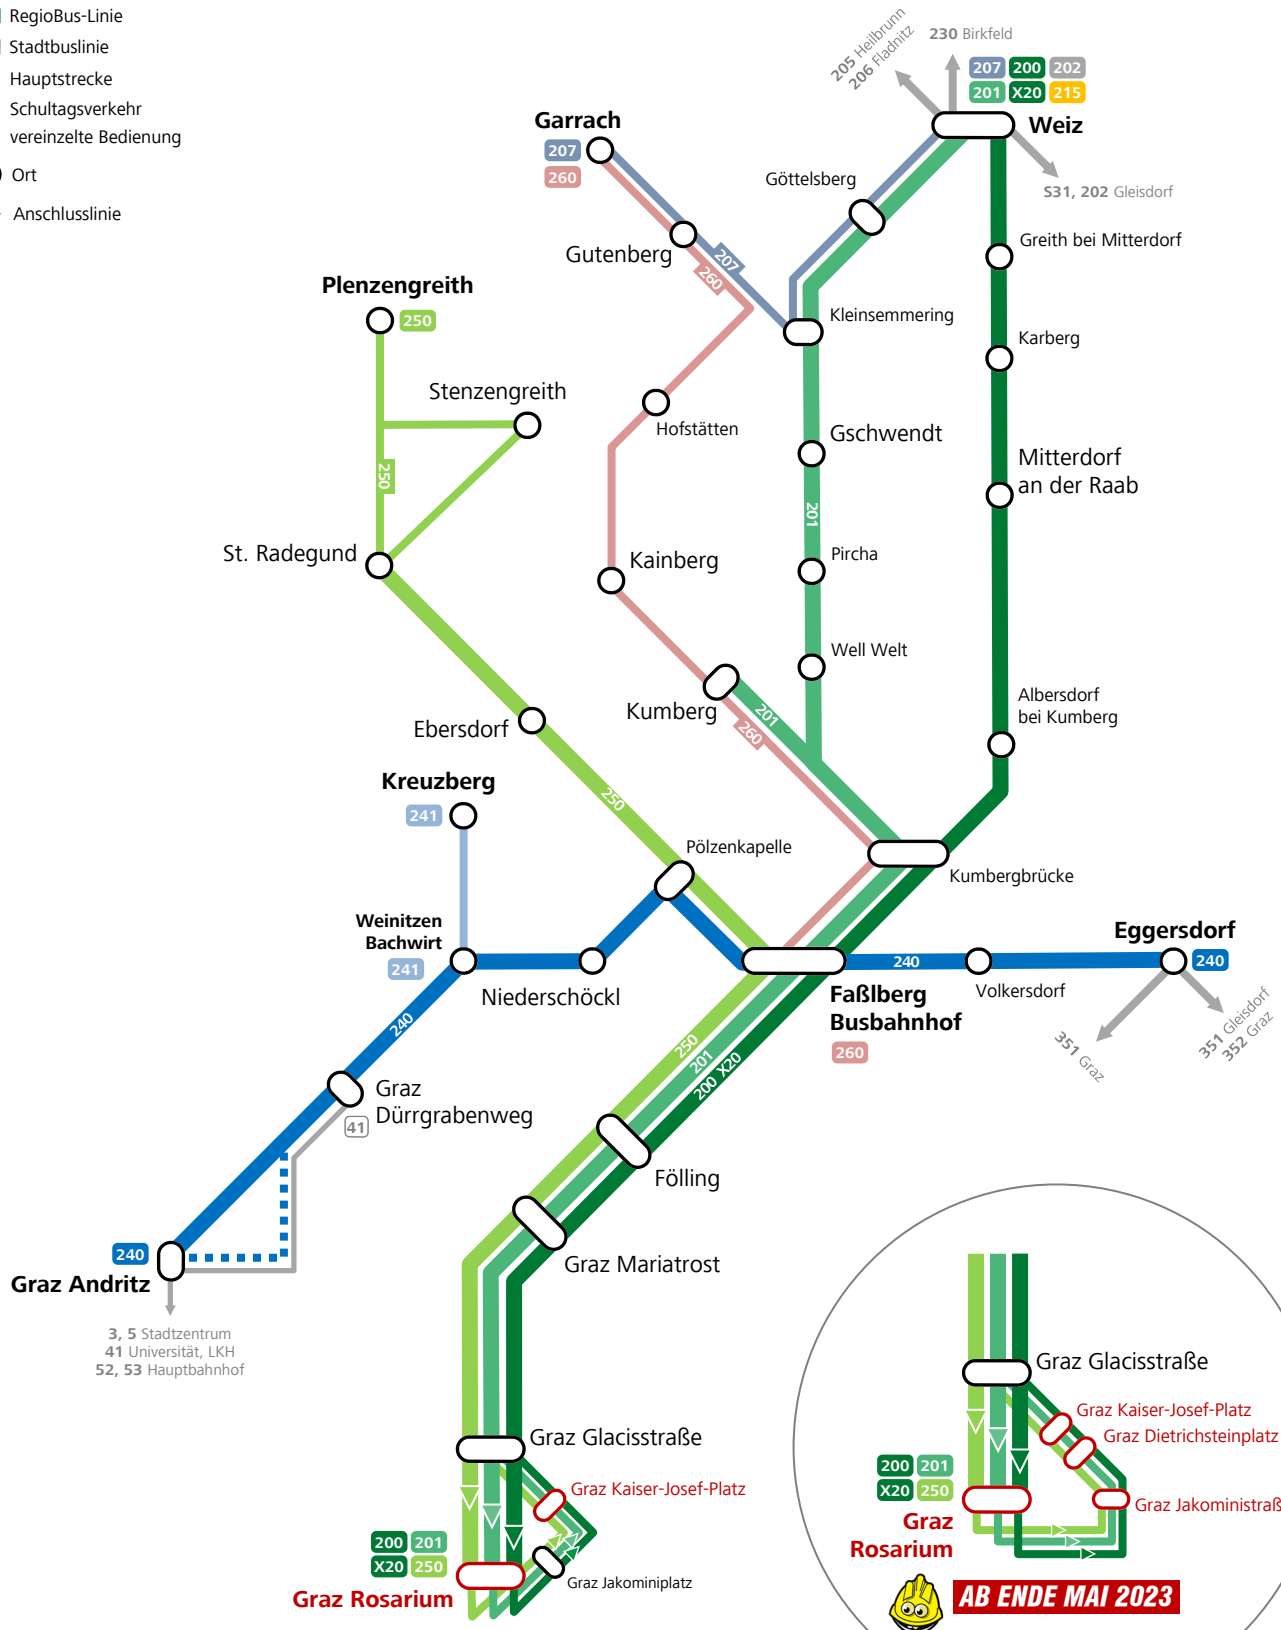 RegioBus-Linie
Stadtbuslinie
Hauptstrecke
Schultagsverkehr
vereinzelte Bedienung
Ort
Anschlusslinie
205 Heilbrunn
206 Fladnitz
230 Birkfeld
207 200 202
201 X20 215
Weiz
S31, 202 Gleisdorf
Garrach
207
260
Göttelsberg
Gutenberg
207
260
Greith bei Mitterdorf
Plenzengreith
250
Kleinsemmering
Karberg
Stenzengreith
Hofstätten
Gschwendt
Mitterdorf
an der Raab
250
201
St. Radegund
Kainberg
Pircha
Well Welt
Albersdorf
bei Kumberg
Kumberg
201
260
Ebersdorf
Kreuzberg
241
250
Pölzenkapelle
Kumbergbrücke
Weinitzen
Bachwirt
241
Niederschöckl
240
Eggersdorf
240
Volkersdorf
Faßlberg
Busbahnhof
260
351 Graz
351 Gleisdorf
352 Graz
240
250
201
200 X20
Graz
Dürrgrabenweg
41
Fölling
Graz Mariatrost
240
Graz Andritz
3, 5 Stadtzentrum
41 Universität, LKH
52, 53 Hauptbahnhof
Graz Glacisstraße
Graz Kaiser-Josef-Platz
200 201
X20 250
Graz Rosarium
Graz Jakominiplatz
Graz Glacisstraße
Graz Kaiser-Josef-Platz
Graz Dietrichsteinplatz
200 201
X20 250
Graz
Rosarium
Graz Jakoministraß
AB ENDE MAI 2023